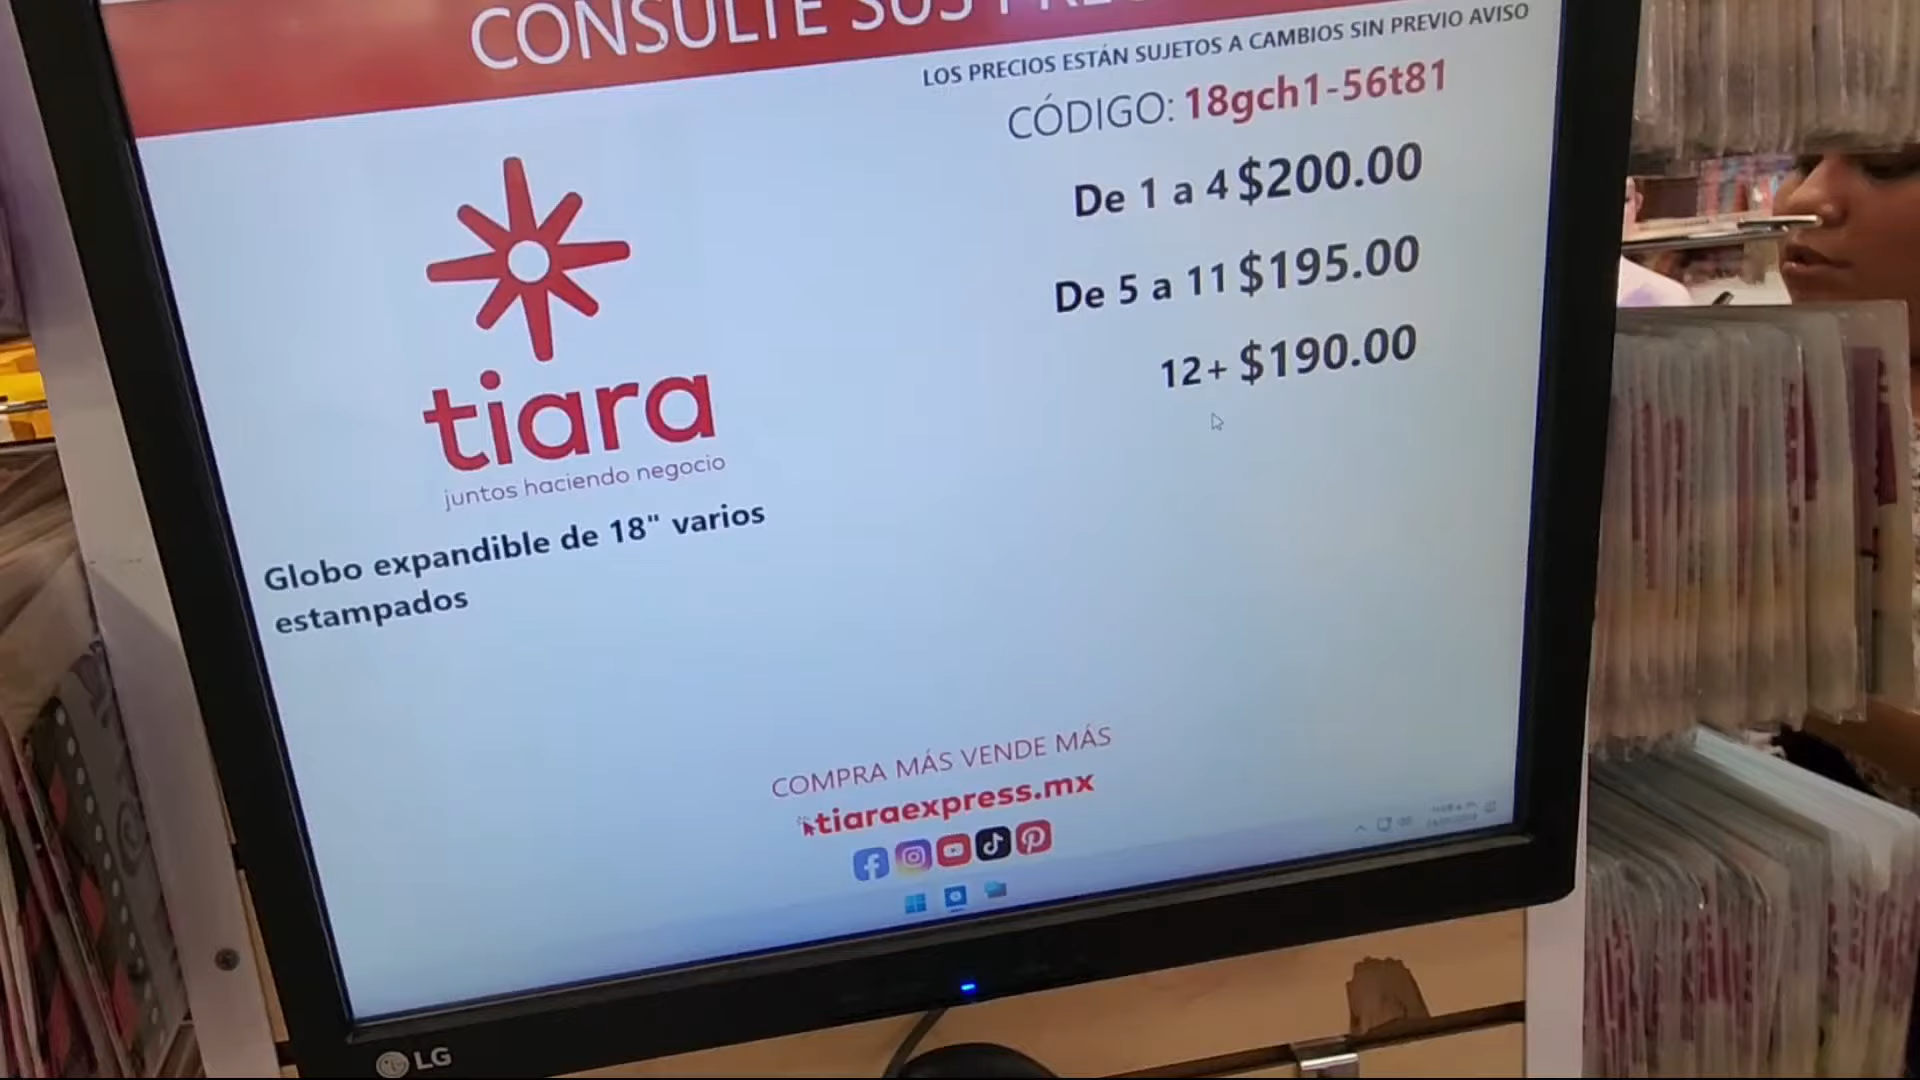 CONSULTE SUS
LOS PRECIOS ESTÁN SUJETOS A CAMBIOS SIN PREVIO AVISO
CÓDIGO: 18gch1-56t81
De 1 a 4 $200.00
De 5 a 11 $195.00
12+ $190.00
tiara
juntos haciendo negocio
Globo expandible de 18" varios
estampados
COMPRA MÁS VENDE MÁS
tiaraexpress.mx
LG